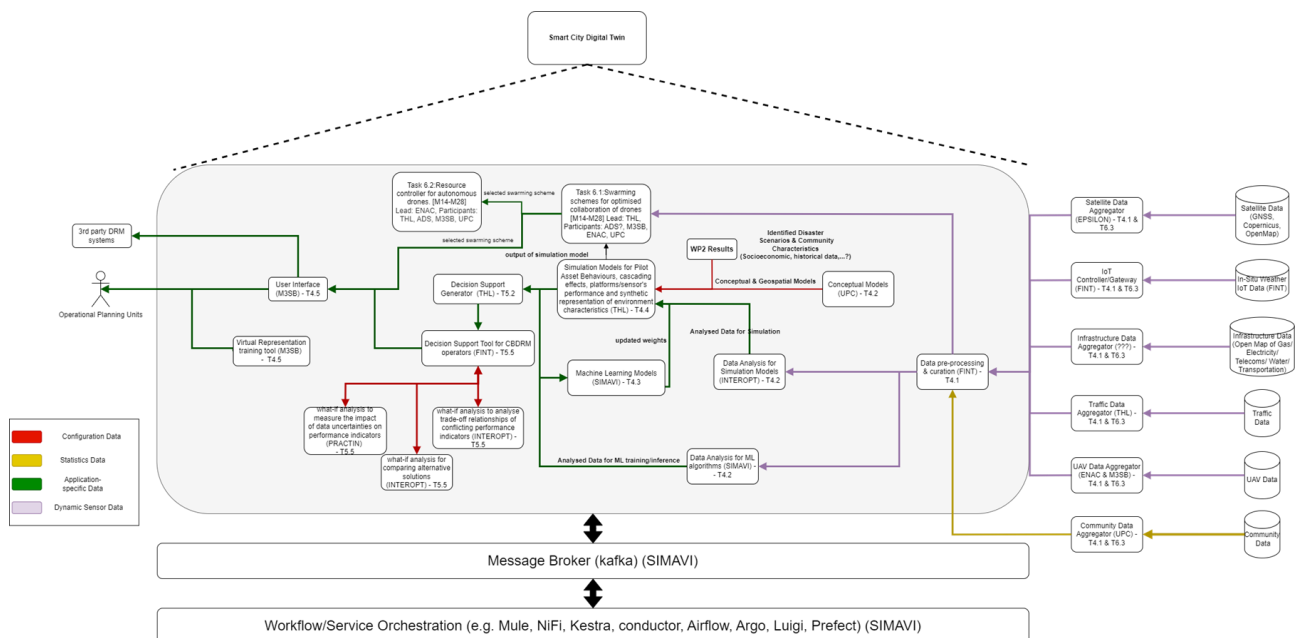 Smart City Digital Twin
Task 6.2:Resource
controller for
autonomous drones.
[M14-M28]
Lead: ENAC, Participants:
THL, ADS, M3SB, UPC
selected swarming scheme
Task 6.1:Swarming
schemes for optimised
collaboration of drones
[M14-M28] Lead: THL,
Participants: ADS?, M3SB,
ENAC, UPC
3rd party DRM
systems
selected swarming scheme
output of simulation model
WP2 Results
Identified Disaster
Scenarios & Community
Characteristics
(Socioeconomic, historical data,...?)
Satellite Data
Aggregator
(EPSILON) - T4.1 &
T6.3
Satellite Data
(GNSS,
Copernicus,
OpenMap)
Operational Planning Units
User Interface
(M3SB) - T4.5
Decision Support
Generator (THL) - T5.2
Simulation Models for Pilot
Asset Behaviours, cascading
effects, platforms/sensor's
performance and synthetic
representation of environment
characteristics (THL) - T4.4
Conceptual & Geospatial Models
Conceptual Models
(UPC) - T4.2
IoT
Controller/Gateway
(FINT) - T4.1 & T6.3
In-Situ Weather
IoT Data (FINT)
Virtual Representation
training tool (M3SB) -
T4.5
Decision Support Tool for CBDRM
operators (FINT) - T5.5
updated weights
Analysed Data for Simulation
Machine Learning Models
(SIMAVI) - T4.3
Data Analysis for
Simulation Models
(INTEROPT) - T4.2
Data pre-processing
& curation (FINT) -
T4.1
Infrastructure Data
Aggregator (???) -
T4.1 & T6.3
Infrastructure Data
(Open Map of Gas/
Electricity/
Telecoms/ Water/
Transportation)
what-if analysis to
measure the impact
of data uncertainties on
performance indicators
(PRACTIN)
- T5.5
what-if analysis to analyse
trade-off relationships of
conflicting performance
indicators (INTEROPT) -
T5.5
what-if analysis for
comparing alternative
solutions
(INTEROPT) - T5.5
Traffic Data
Aggregator (THL) -
T4.1 & T6.3
Traffic
Data
Analysed Data for ML training/inference
Data Analysis for ML
algorithms (SIMAVI) -
- T4.2
UAV Data Aggregator
(ENAC & M3SB) -
T4.1 & T6.3
UAV Data
Community Data
Aggregator (UPC) -
T4.1 & T6.3
Community
Data
Configuration Data
Statistics Data
Application-
specific Data
Dynamic Sensor Data
Message Broker (kafka) (SIMAVI)
Workflow/Service Orchestration (e.g. Mule, NiFi, Kestra, conductor, Airflow, Argo, Luigi, Prefect) (SIMAVI)